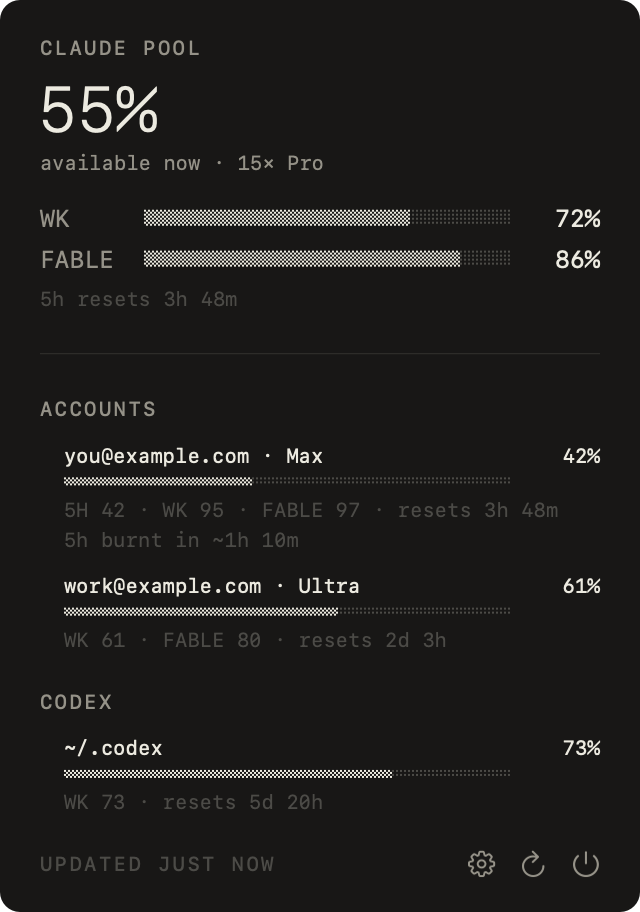 CLAUDE POOL
55%
available now · 15× Pro
WK 72%
FABLE 86%
5h resets 3h 48m
ACCOUNTS
you@example.com · Max 42%
5H 42 · WK 95 · FABLE 97 · resets 3h 48m
5h burnt in ~1h 10m
work@example.com · Ultra 61%
WK 61 · FABLE 80 · resets 2d 3h
CODEX
~/.codex 73%
WK 73 · resets 5d 20h
UPDATED JUST NOW